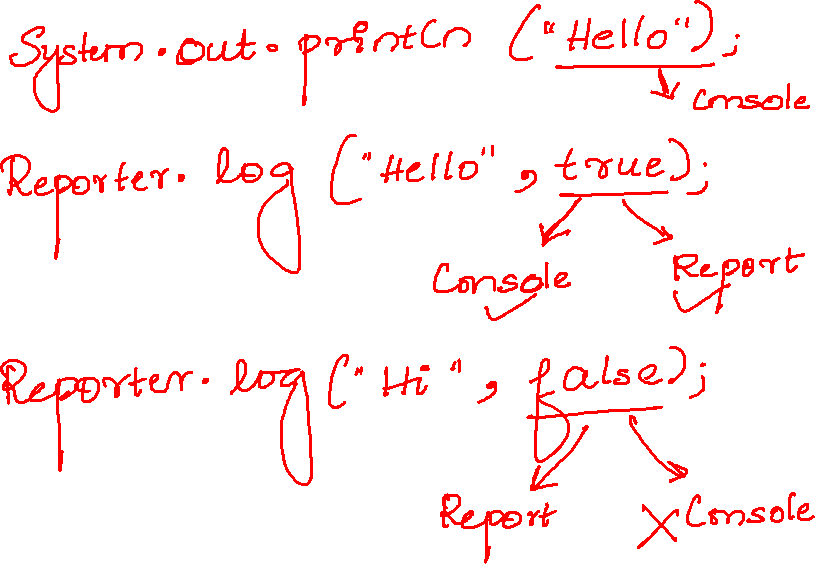 System.out.println ("Hello");
Console
Reporter.log ("Hello", true);
Console Report
Reporter.log ("Hi", false);
Report Console